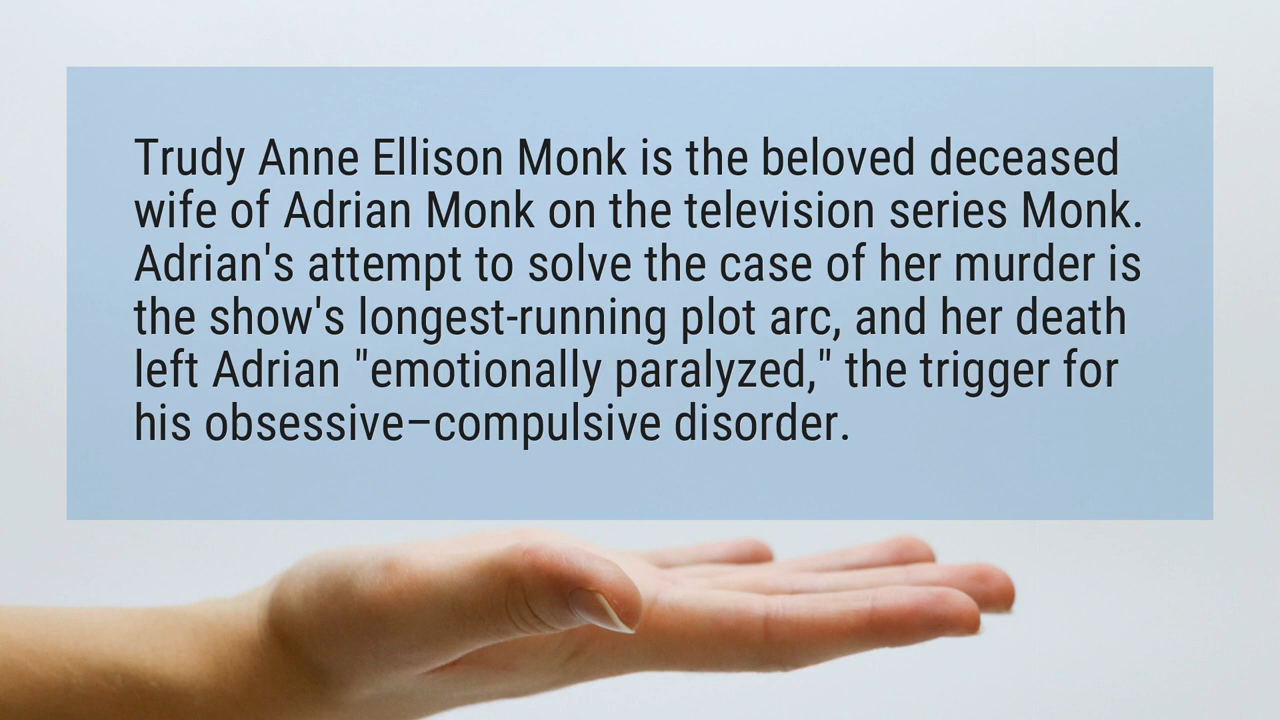 Trudy Anne Ellison Monk is the beloved deceased
wife of Adrian Monk on the television series Monk.
Adrian's attempt to solve the case of her murder is
the show's longest-running plot arc, and her death
left Adrian "emotionally paralyzed," the trigger for
his obsessive–compulsive disorder.